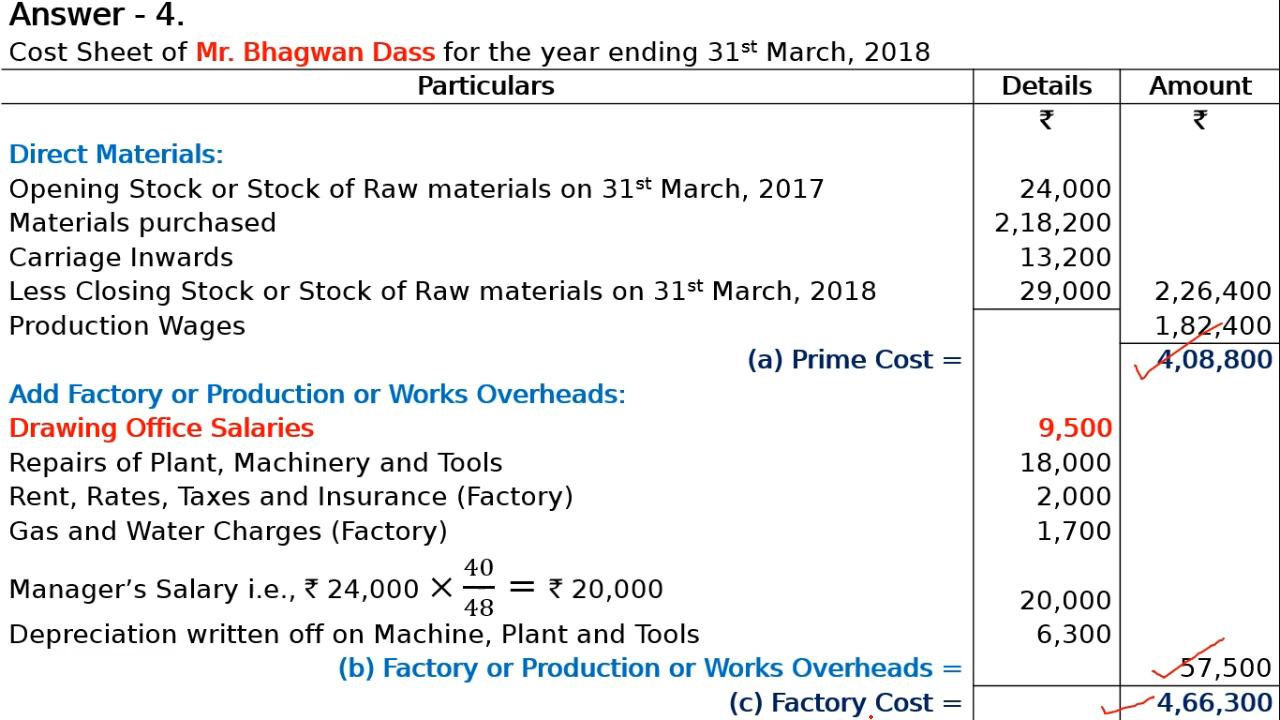 Answer - 4.
Cost Sheet of Mr. Bhagwan Dass for the year ending 31st March, 2018
Particulars Details Amount
₹ ₹
Direct Materials:
Opening Stock or Stock of Raw materials on 31st March, 2017 24,000
Materials purchased 2,18,200
Carriage Inwards 13,200
Less Closing Stock or Stock of Raw materials on 31st March, 2018 29,000 2,26,400
Production Wages 1,82,400
(a) Prime Cost = 4,08,800
Add Factory or Production or Works Overheads:
Drawing Office Salaries 9,500
Repairs of Plant, Machinery and Tools 18,000
Rent, Rates, Taxes and Insurance (Factory) 2,000
Gas and Water Charges (Factory) 1,700
Manager’s Salary i.e., ₹ 24,000 × 40/48 = ₹ 20,000 20,000
Depreciation written off on Machine, Plant and Tools 6,300
(b) Factory or Production or Works Overheads = 57,500
(c) Factory Cost = 4,66,300